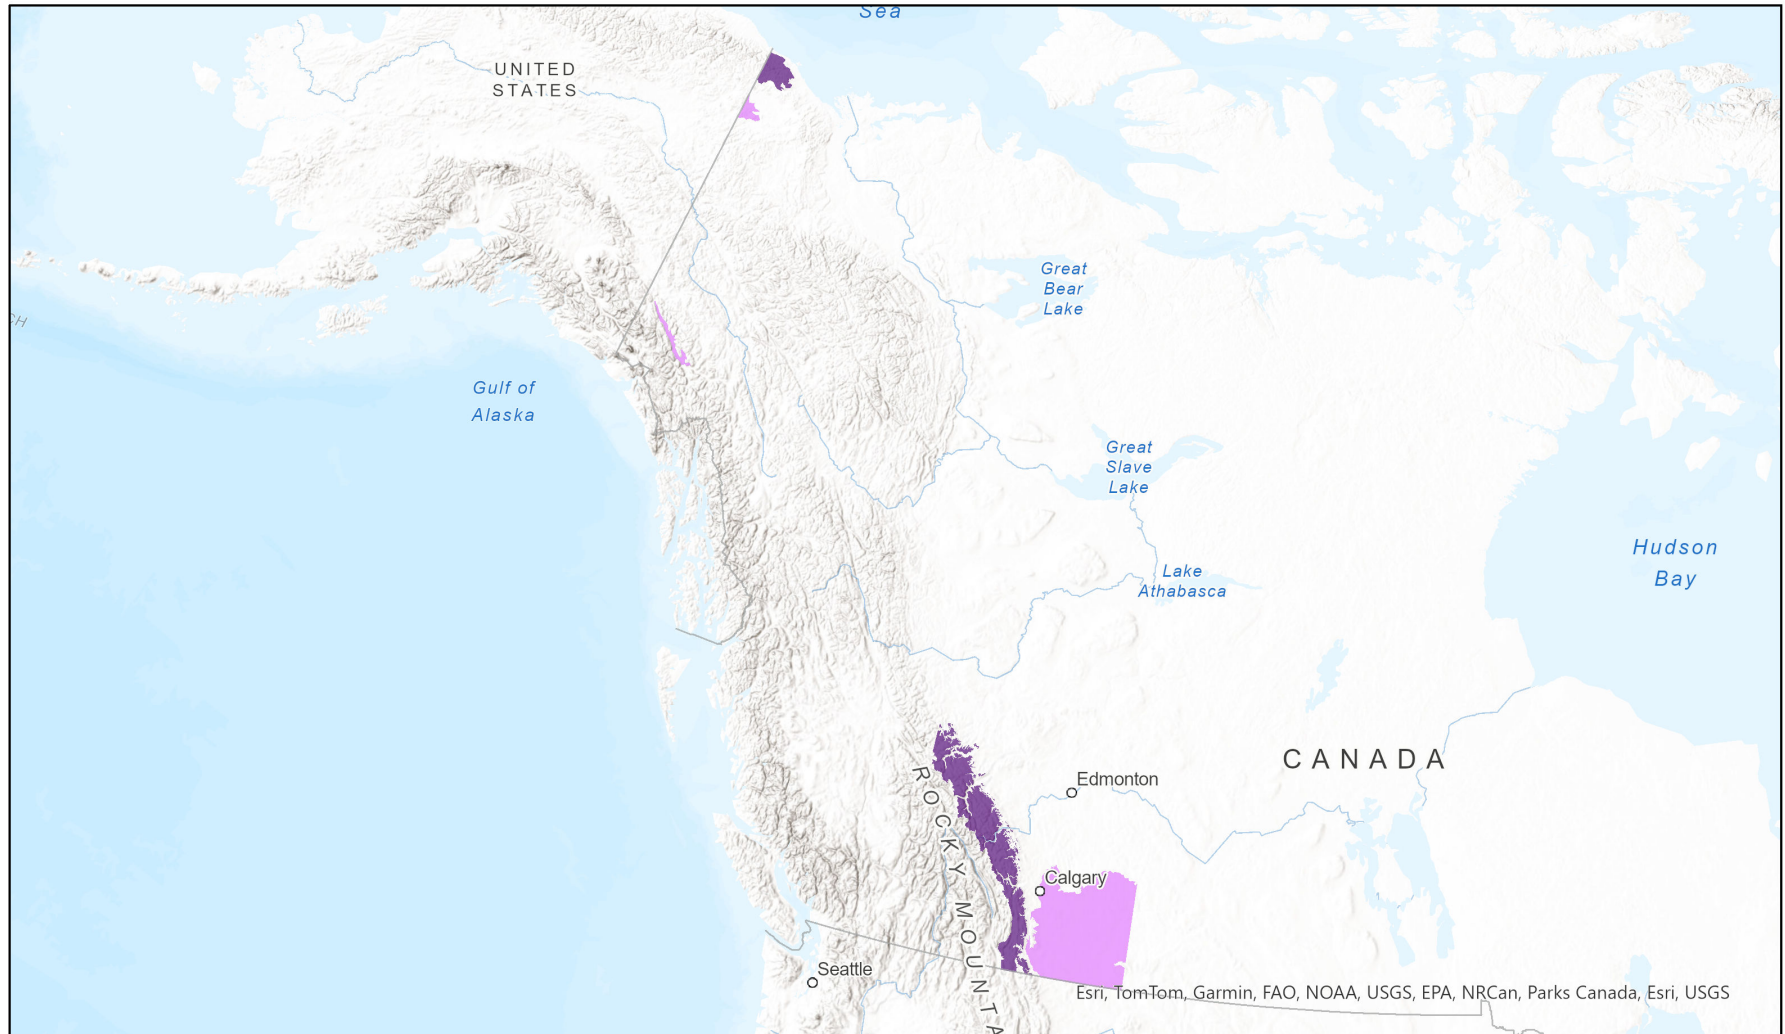 Sea
UNITED
STATES
Great
Bear
Lake
CH
Gulf of
Alaska
Great
Slave
Lake
Hudson
Bay
Lake
Athabasca
CANADA
Edmonton
Calgary
ROCKY MOUNTA
Seattle
Esri, TomTom, Garmin, FAO, NOAA, USGS, EPA, NRCan, Parks Canada, Esri, USGS